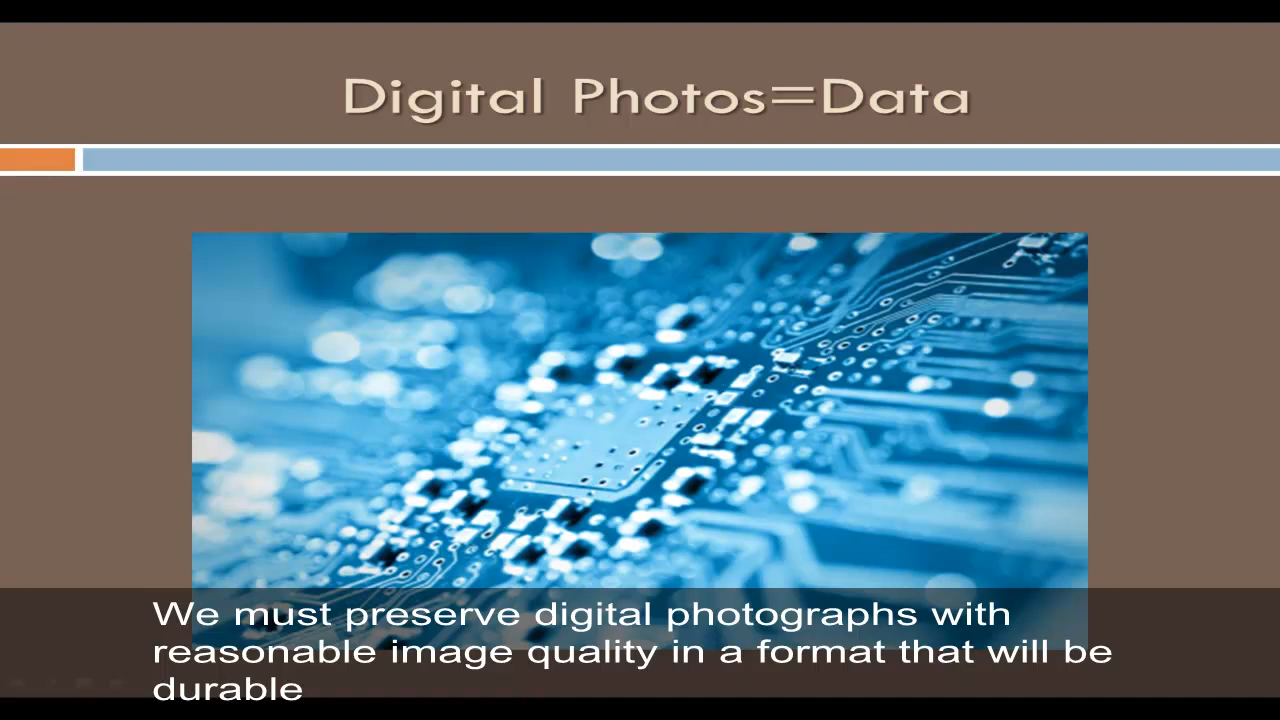 Digital Photos=Data
We must preserve digital photographs with
reasonable image quality in a format that will be
durable